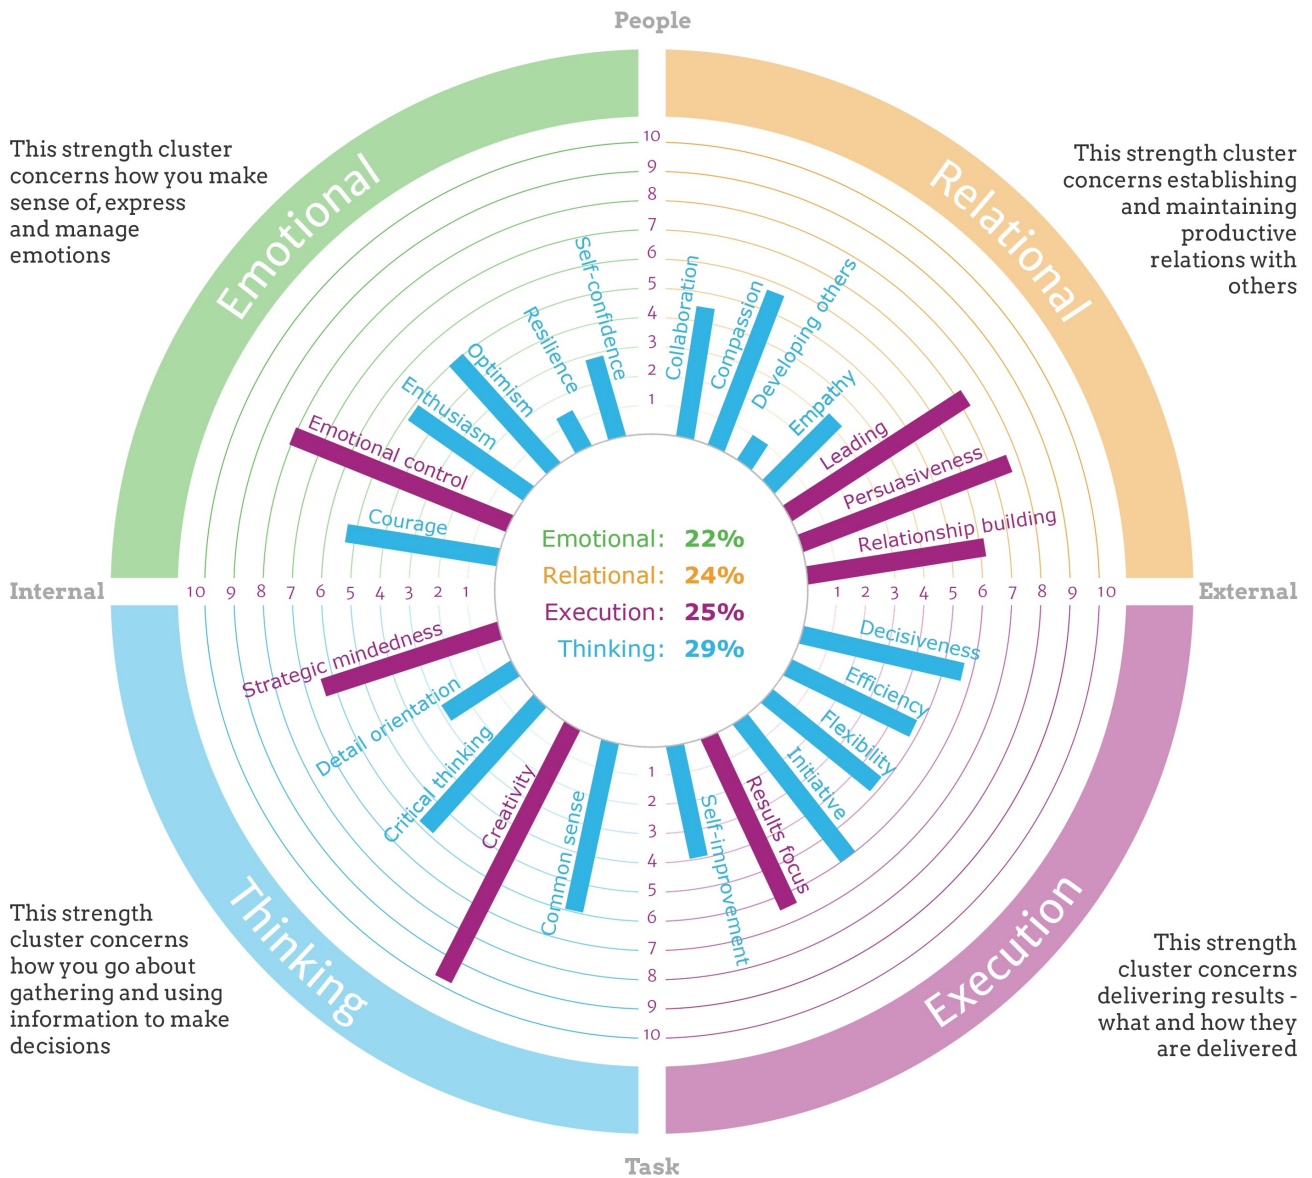 People
This strength cluster
concerns how you make
sense of, express
and manage
emotions
Emotional
This strength cluster
concerns establishing
and maintaining
productive
relations with
others
Relational
10
9
8
7
6
5
4
3
2
1
Courage
Emotional control
Enthusiasm
Optimism
Resilience
Self-confidence
Collaboration
Compassion
Developing others
Empathy
Leading
Persuasiveness
Relationship building
Emotional: 22%
Relational: 24%
Execution: 25%
Thinking: 29%
Internal
10 9 8 7 6 5 4 3 2 1
1 2 3 4 5 6 7 8 9 10
External
Strategic mindedness
Detail orientation
Critical thinking
Creativity
Common sense
Self-improvement
Results focus
Initiative
Flexibility
Efficiency
Decisiveness
1
2
3
4
5
6
7
8
9
10
Thinking
This strength
cluster concerns
how you go about
gathering and using
information to make
decisions
Execution
This strength
cluster concerns
delivering results -
what and how they
are delivered
Task